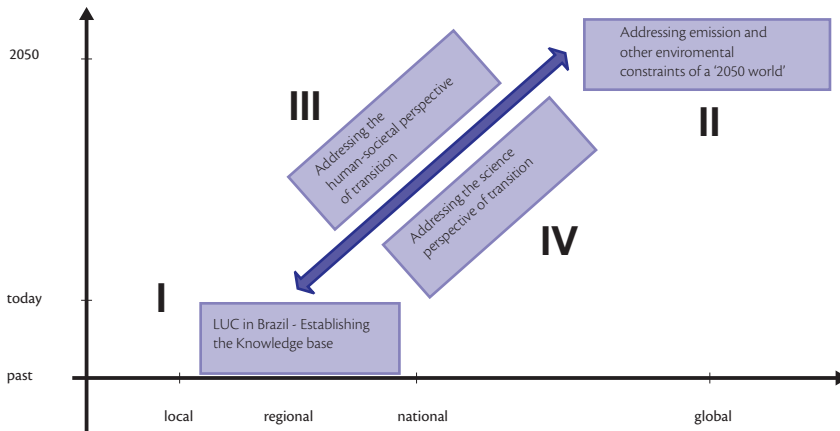 2050
Addressing emission and
other enviromental
constraints of a ‘2050 world’
III
Addressing the
human-societal perspective
of transition
II
Addressing the science
perspective of transition
IV
I
today
LUC in Brazil - Establishing
the Knowledge base
past
local
regional
national
global